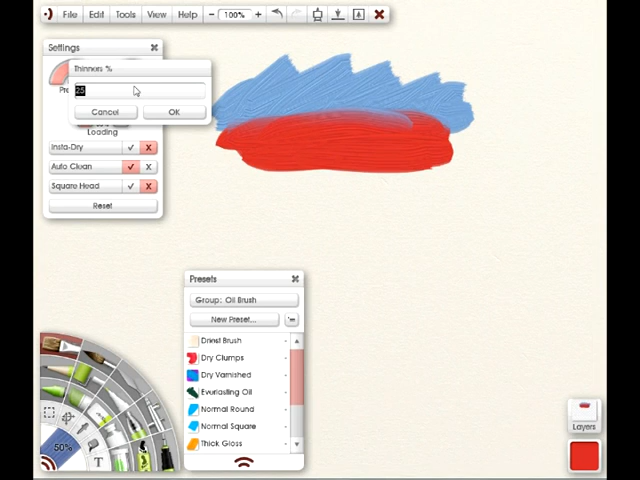 File Edit Tools View Help − 100% +
Settings
Thinners %
25
Cancel OK
Loading
Insta-Dry
Auto Clean
Square Head
Reset
Presets
Group: Oil Brush
New Preset...
Driest Brush
Dry Clumps
Dry Varnished
Everlasting Oil
Normal Round
Normal Square
Thick Gloss
50%
T
Layers